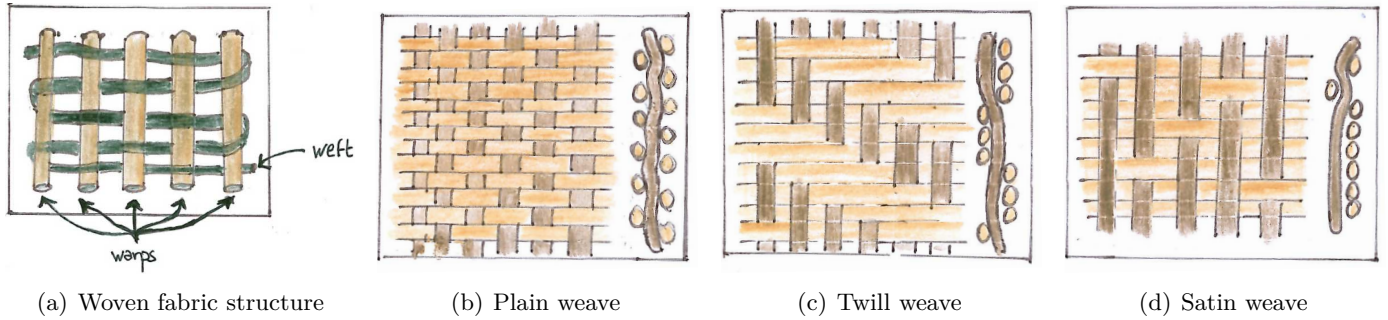 weft
warps
(a) Woven fabric structure
(b) Plain weave
(c) Twill weave
(d) Satin weave